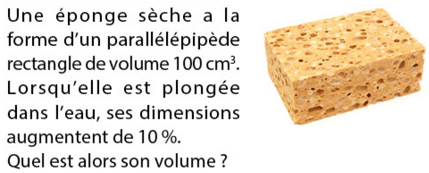 Une éponge sèche a la
forme d’un parallélépipède
rectangle de volume 100 cm³.
Lorsqu’elle est plongée
dans l’eau, ses dimensions
augmentent de 10 %.
Quel est alors son volume ?